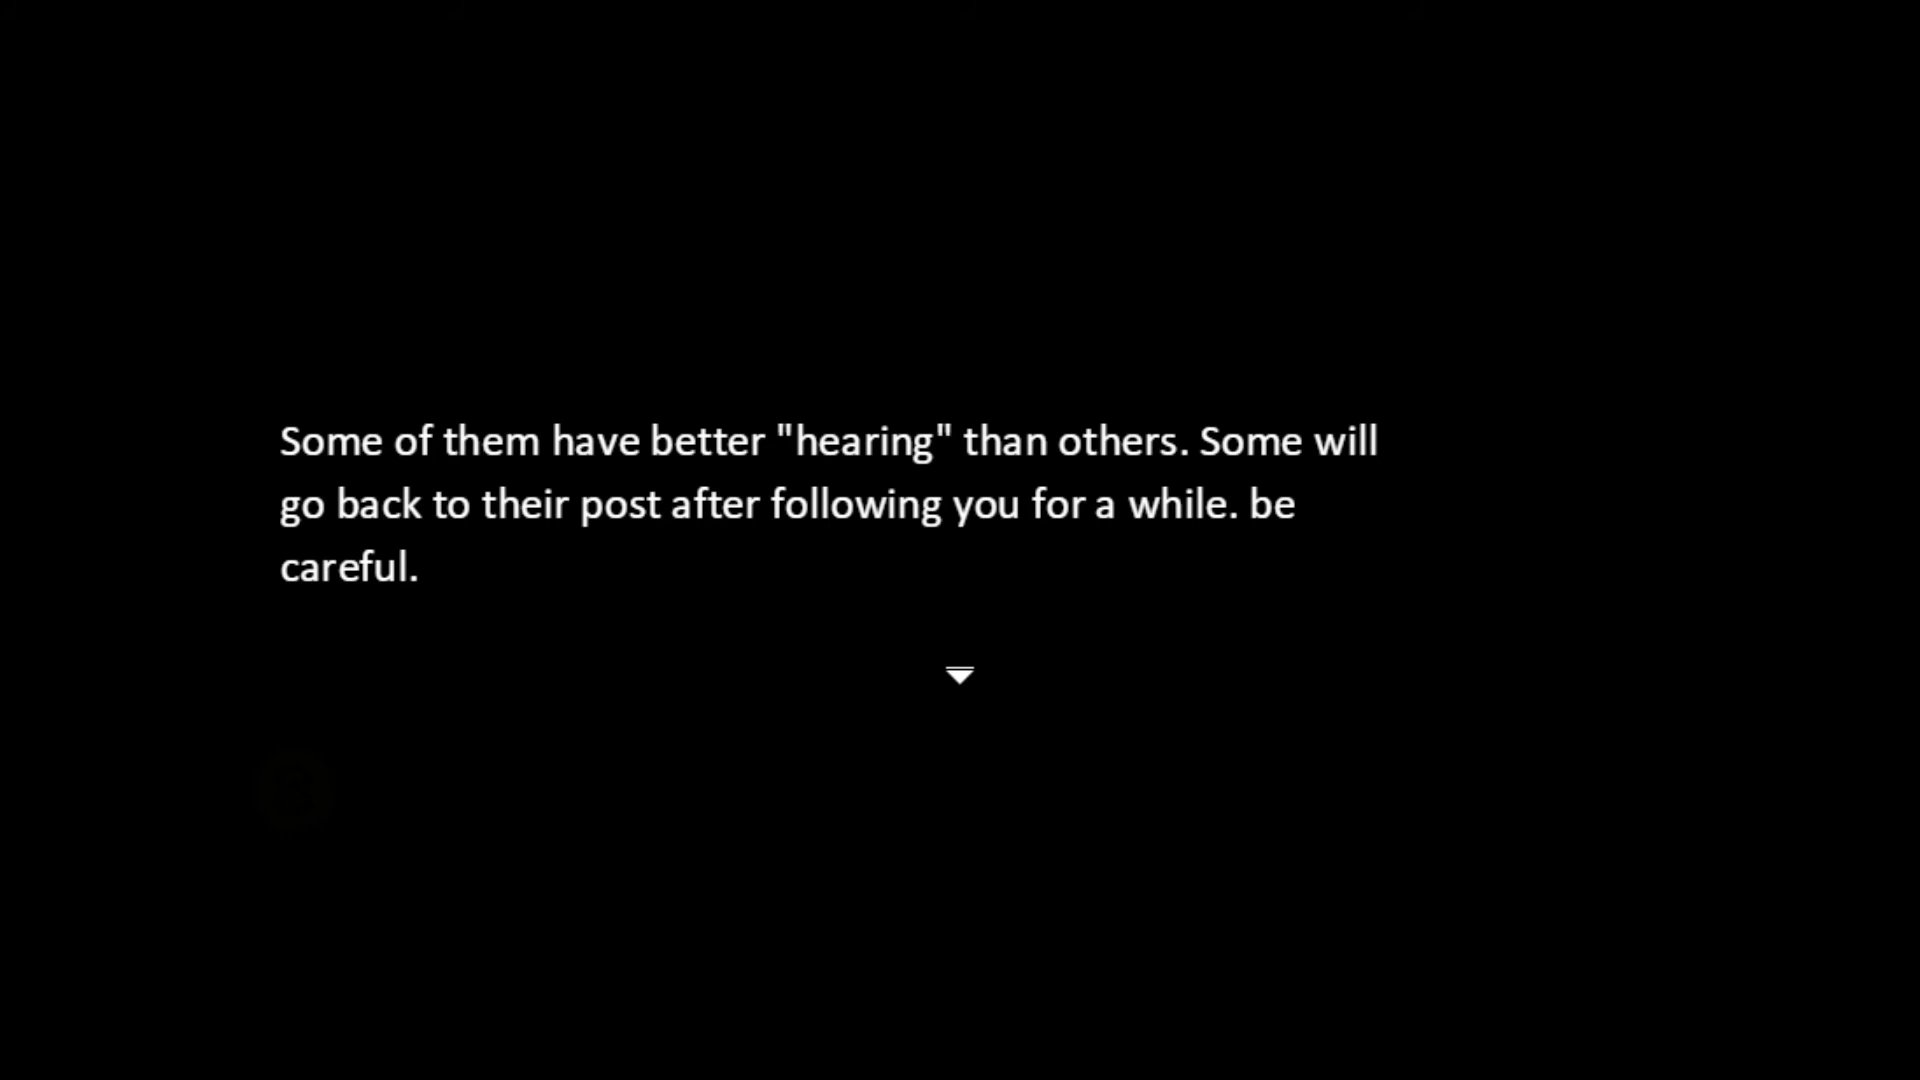 Some of them have better "hearing" than others. Some will
go back to their post after following you for a while. be
careful.